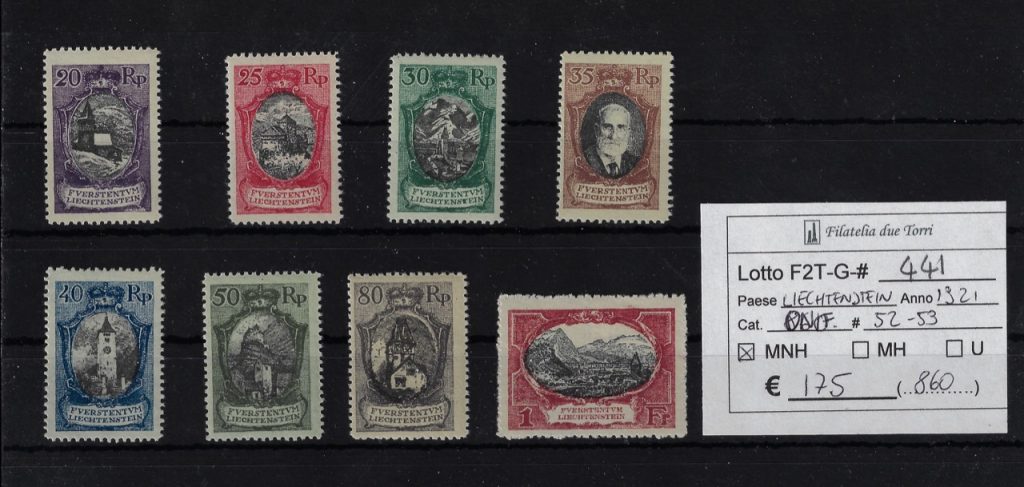 20 Rp
FVERSTENTVM
LIECHTENSTEIN
25 Rp
FVERSTENTVM
LIECHTENSTEIN
30 Rp
FVERSTENTVM
LIECHTENSTEIN
35 Rp
FVERSTENTVM
LIECHTENSTEIN
40 Rp
FVERSTENTVM
LIECHTENSTEIN
50 Rp
FVERSTENTVM
LIECHTENSTEIN
80 Rp
FVERSTENTVM
LIECHTENSTEIN
FVERSTENTVM
LIECHTENSTEIN
1 Fr
Filatelia due Torri
Lotto F2T-G-# 441
Paese LIECHTENSTEIN Anno 1921
Cat. # 52-53
MNH MH U
€ 175 (..860.....)